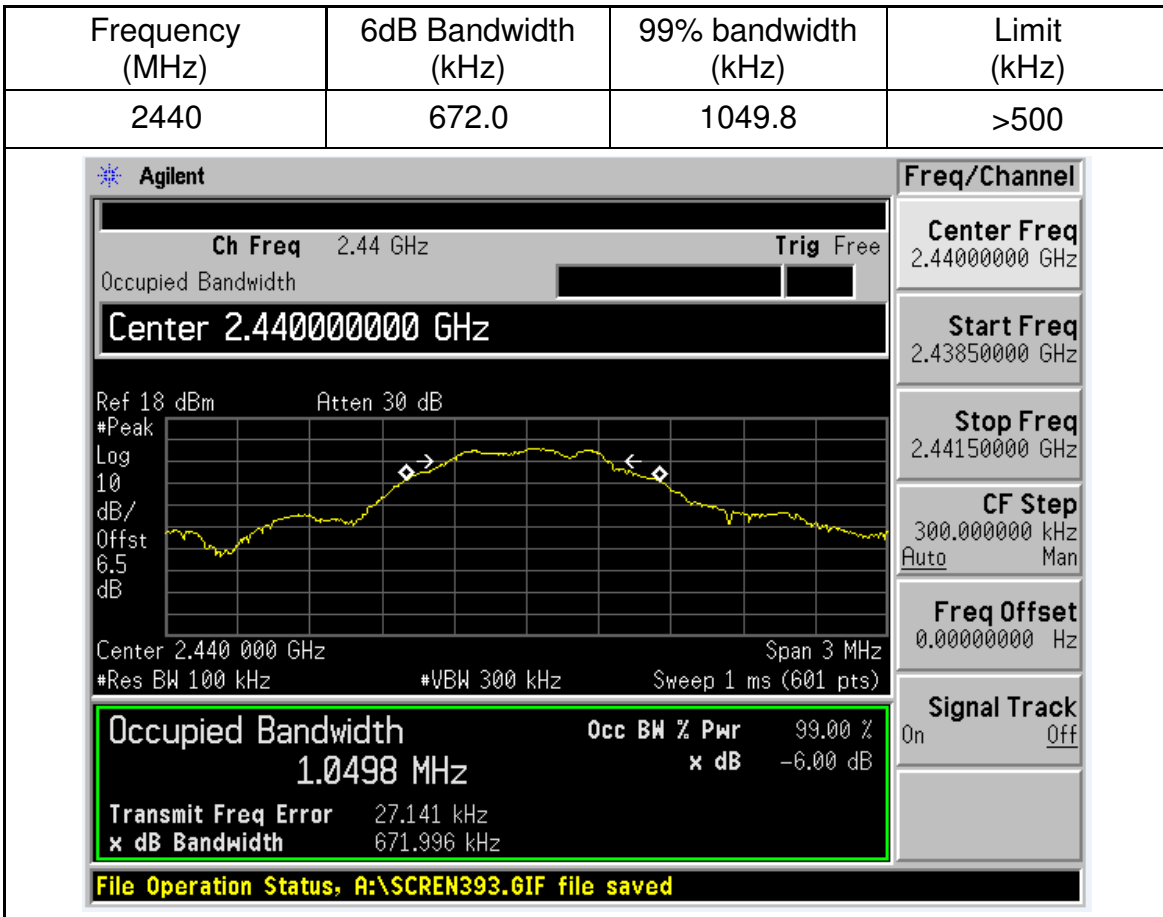 Frequency (MHz) 6dB Bandwidth (kHz) 99% bandwidth (kHz) Limit (kHz)
2440 672.0 1049.8 >500
Agilent
Freq/Channel
Ch Freq 2.44 GHz Trig Free
Occupied Bandwidth
Center 2.440000000 GHz
Ref 18 dBm Atten 30 dB
#Peak
Log
10
dB/
Offst
6.5
dB
Center 2.440 000 GHz Span 3 MHz
#Res BW 100 kHz #VBW 300 kHz Sweep 1 ms (601 pts)
Occupied Bandwidth Occ BW % Pwr 99.00 %
1.0498 MHz x dB -6.00 dB
Transmit Freq Error 27.141 kHz
x dB Bandwidth 671.996 kHz
File Operation Status, A:\SCREN393.GIF file saved
Center Freq
2.44000000 GHz
Start Freq
2.43850000 GHz
Stop Freq
2.44150000 GHz
CF Step
300.000000 kHz
Auto Man
Freq Offset
0.00000000 Hz
Signal Track
On Off